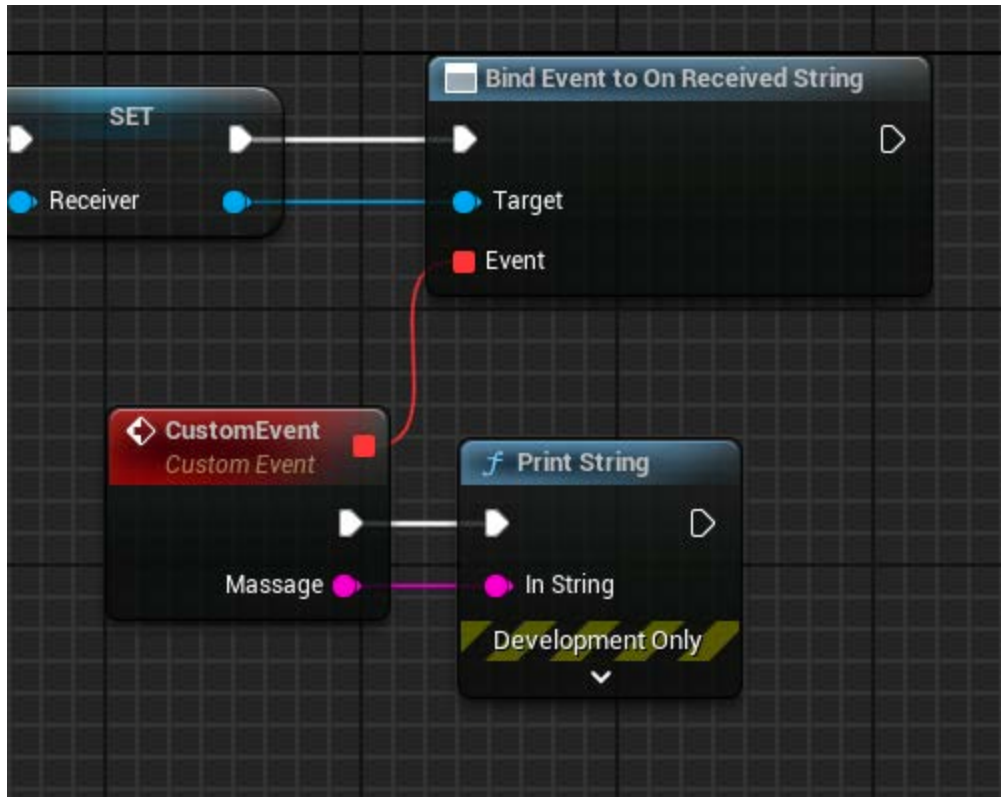 SET
Receiver
Bind Event to On Received String
Target
Event
CustomEvent
Custom Event
Massage
Print String
In String
Development Only